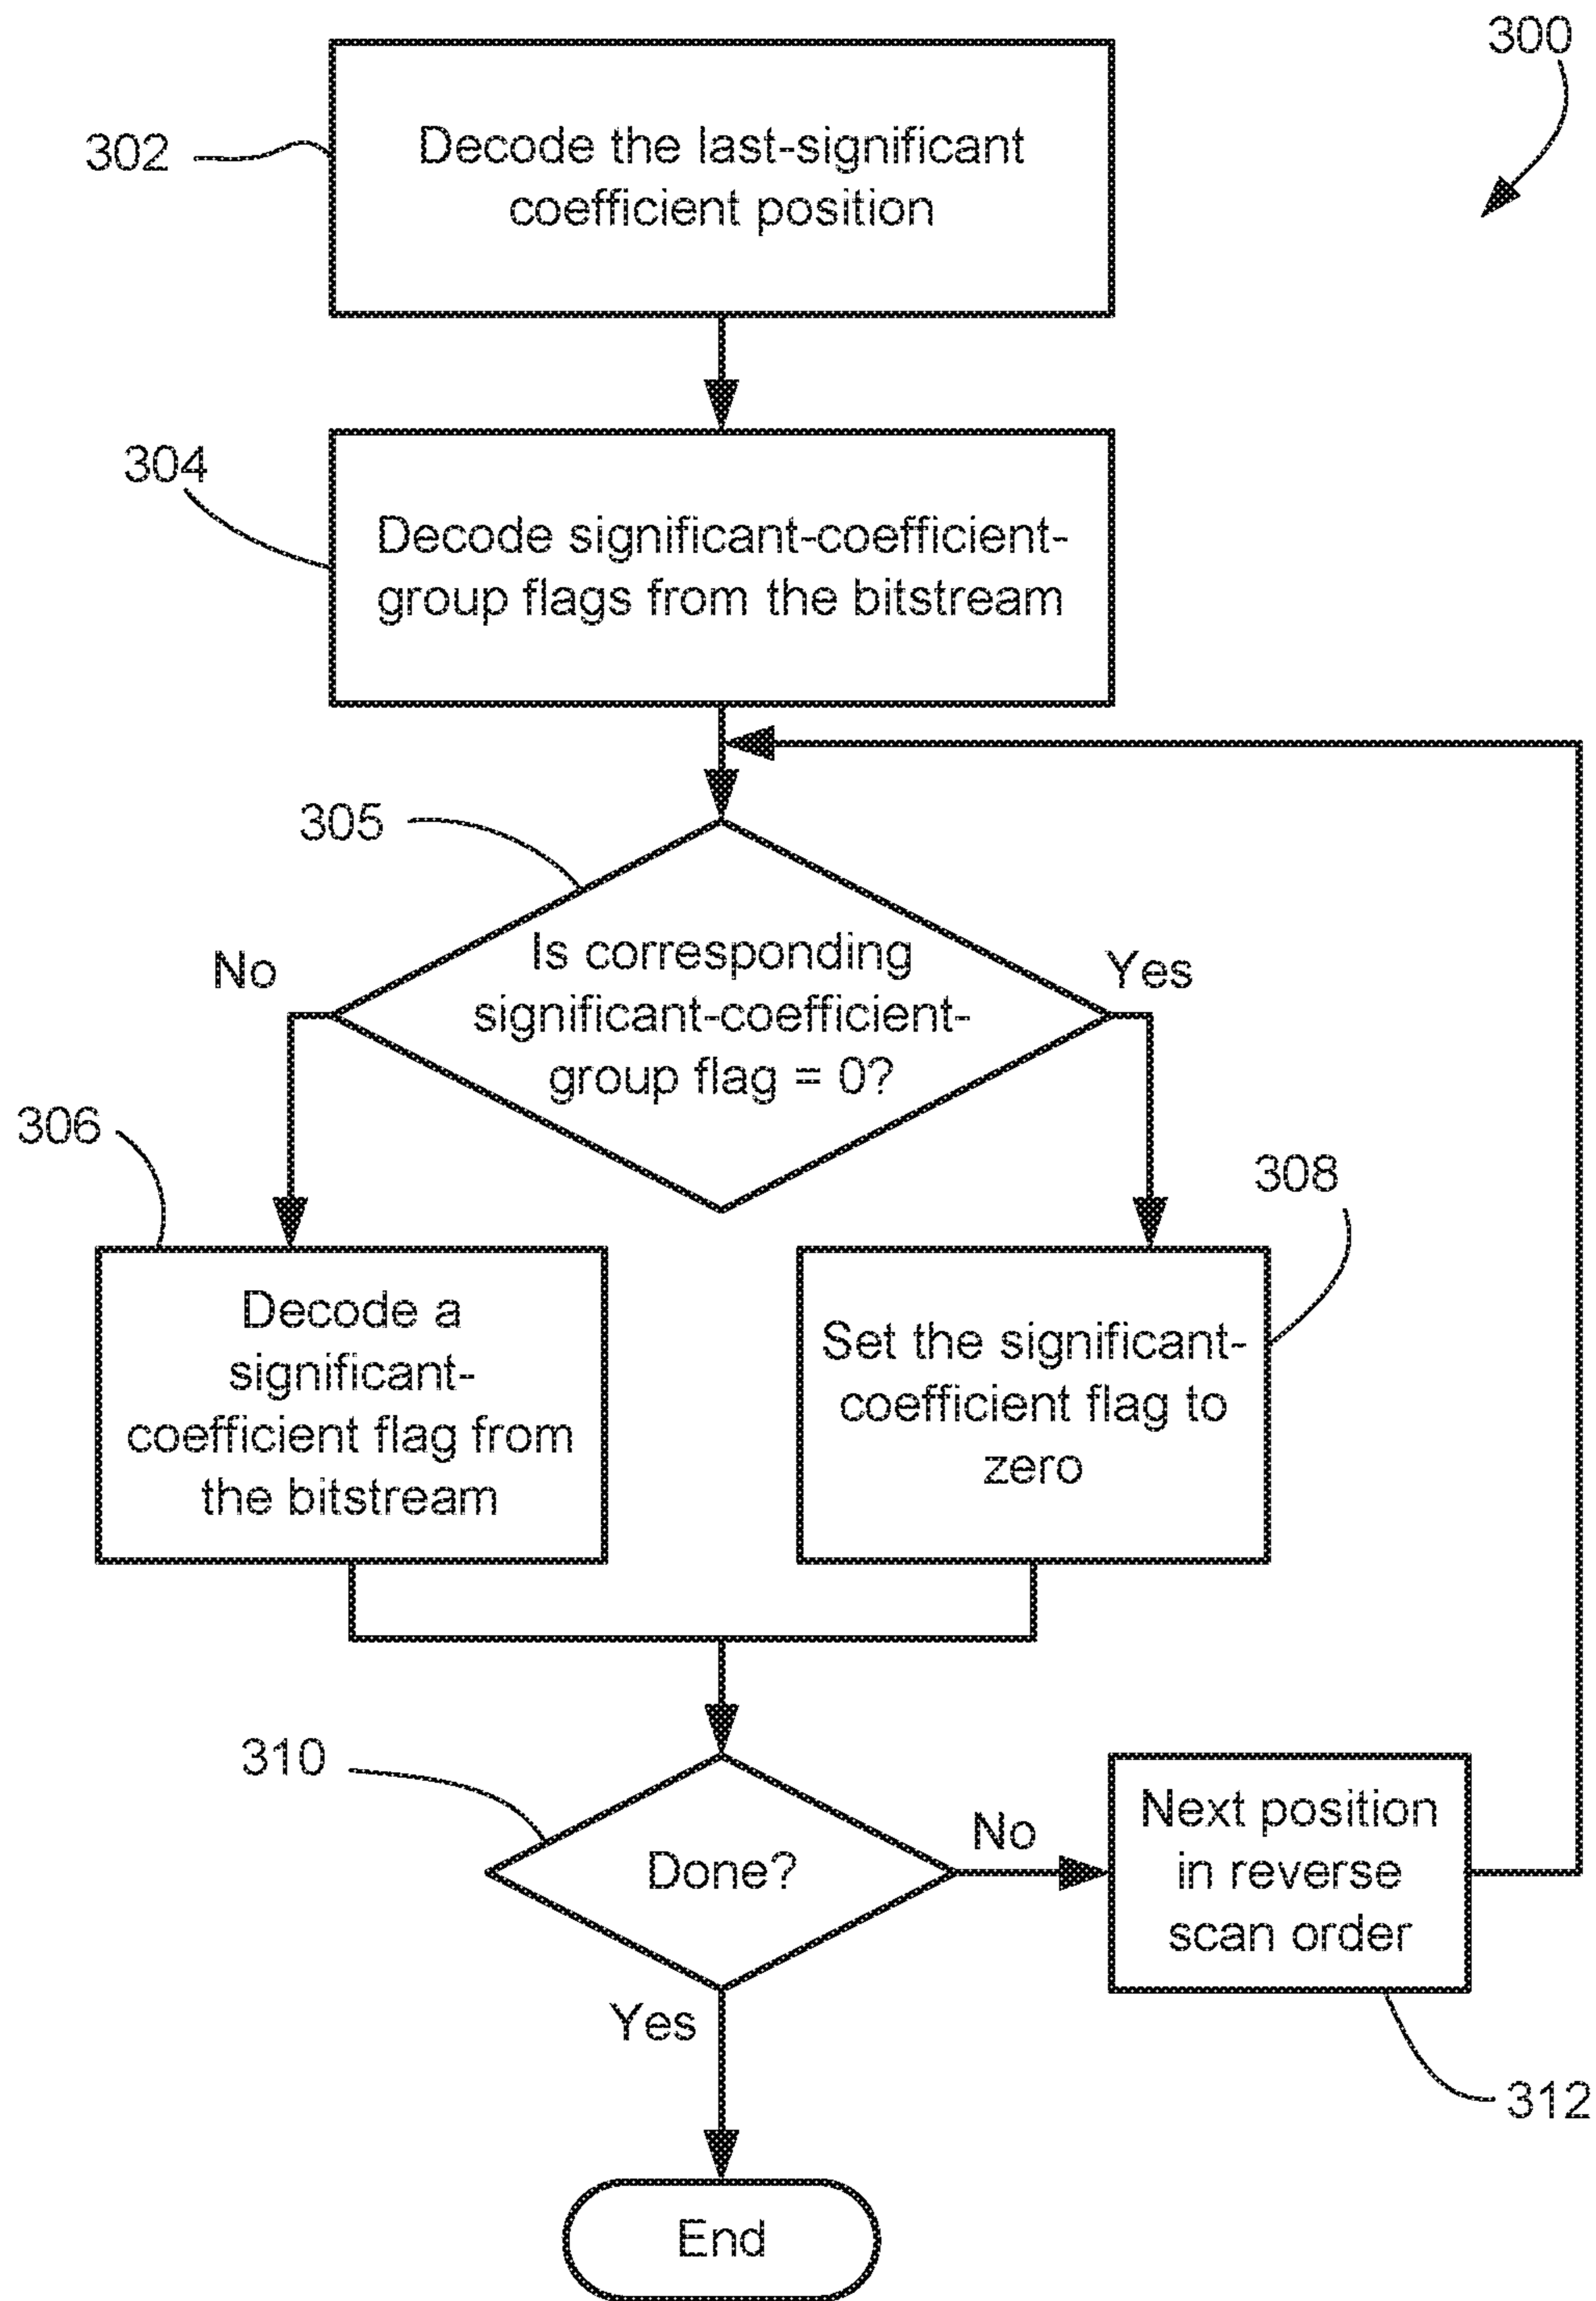 300
302
Decode the last-significant
coefficient position
304
Decode significant-coefficient-
group flags from the bitstream
305
Is corresponding
significant-coefficient-
group flag = 0?
No
Yes
306
308
Decode a
significant-
coefficient flag from
the bitstream
Set the significant-
coefficient flag to
zero
310
Done?
No
Next position
in reverse
scan order
Yes
312
End